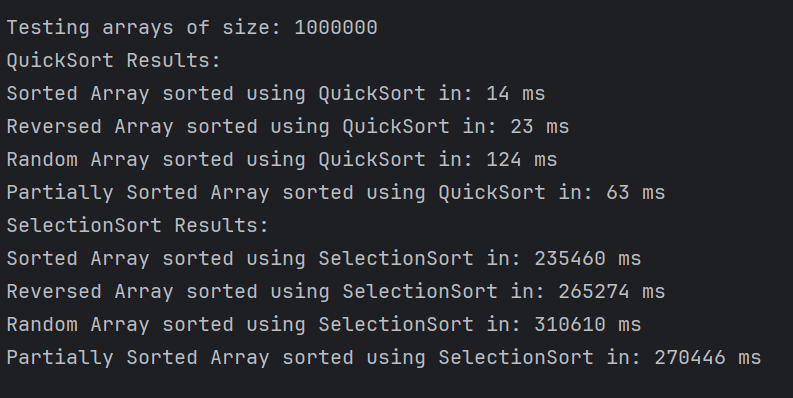 Testing arrays of size: 1000000
QuickSort Results:
Sorted Array sorted using QuickSort in: 14 ms
Reversed Array sorted using QuickSort in: 23 ms
Random Array sorted using QuickSort in: 124 ms
Partially Sorted Array sorted using QuickSort in: 63 ms
SelectionSort Results:
Sorted Array sorted using SelectionSort in: 235460 ms
Reversed Array sorted using SelectionSort in: 265274 ms
Random Array sorted using SelectionSort in: 310610 ms
Partially Sorted Array sorted using SelectionSort in: 270446 ms